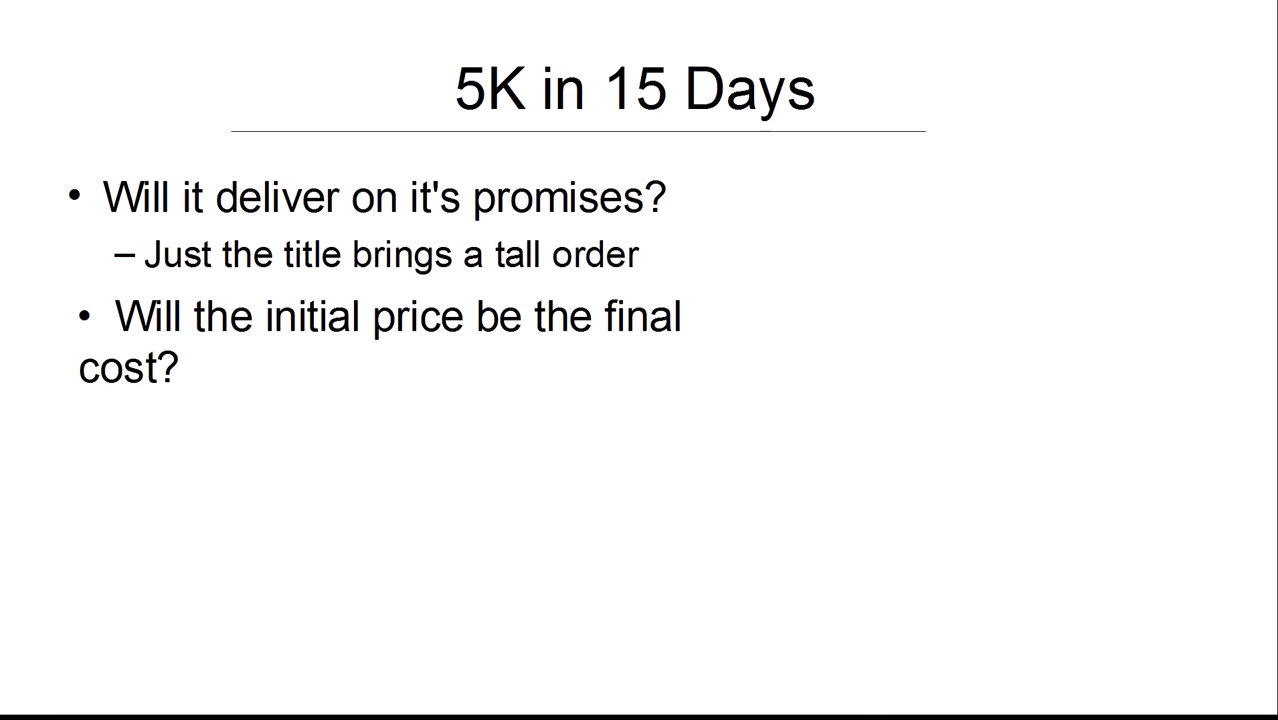 5K in 15 Days
• Will it deliver on it's promises?
– Just the title brings a tall order
• Will the initial price be the final
cost?